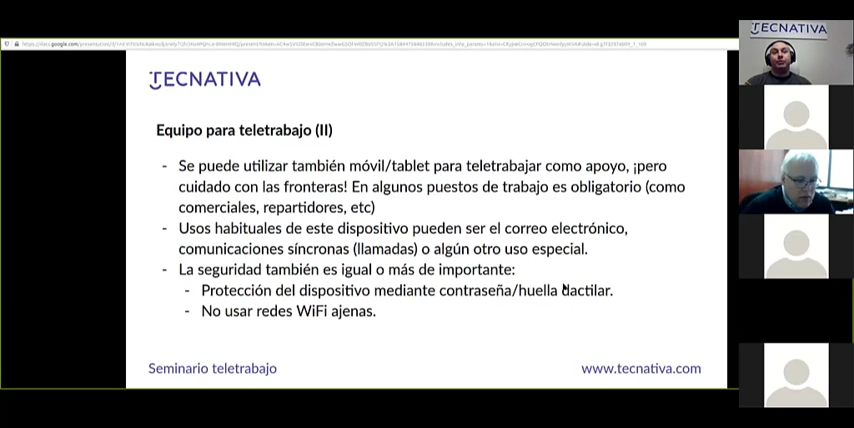 TECNATIVA
TECNATIVA
Equipo para teletrabajo (II)
- Se puede utilizar también móvil/tablet para teletrabajar como apoyo, ¡pero
cuidado con las fronteras! En algunos puestos de trabajo es obligatorio (como
comerciales, repartidores, etc)
- Usos habituales de este dispositivo pueden ser el correo electrónico,
comunicaciones síncronas (llamadas) o algún otro uso especial.
- La seguridad también es igual o más de importante:
- Protección del dispositivo mediante contraseña/huella dactilar.
- No usar redes WiFi ajenas.
Seminario teletrabajo
www.tecnativa.com